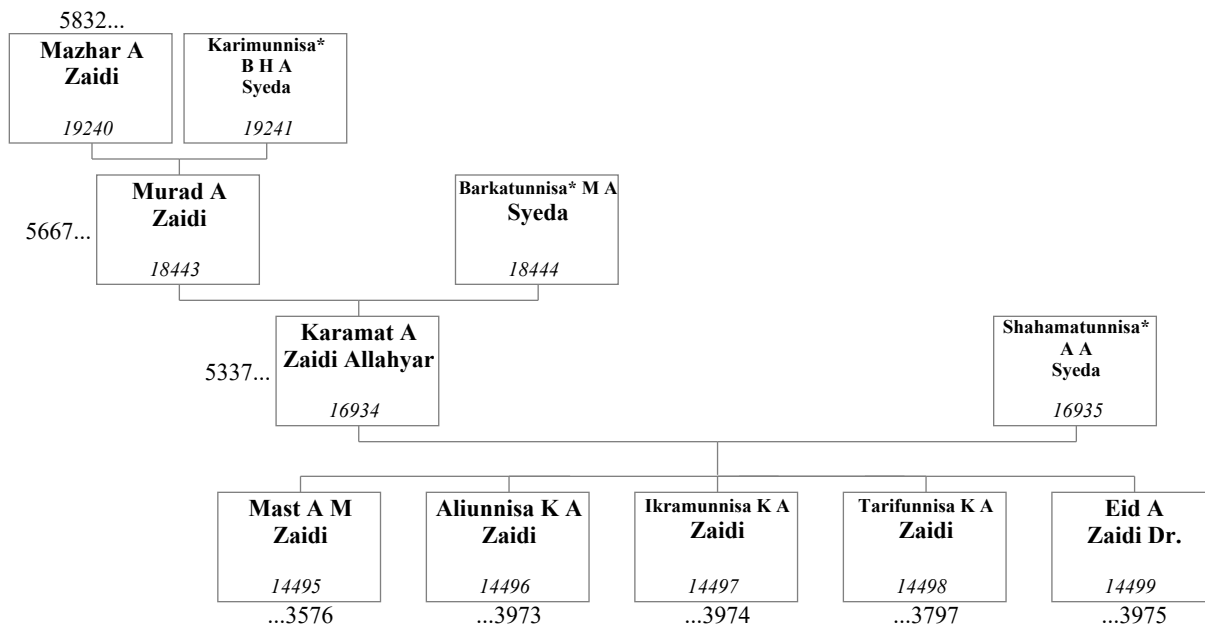 5832...
Mazhar A
Zaidi
19240
Karimunnisa*
B H A
Syeda
19241
5667...
Murad A
Zaidi
18443
Barkatunnisa* M A
Syeda
18444
5337...
Karamat A
Zaidi Allahyar
16934
Shahamatunnisa*
A A
Syeda
16935
Mast A M
Zaidi
14495
...3576
Aliunnisa K A
Zaidi
14496
...3973
Ikramunnisa K A
Zaidi
14497
...3974
Tarifunnisa K A
Zaidi
14498
...3797
Eid A
Zaidi Dr.
14499
...3975